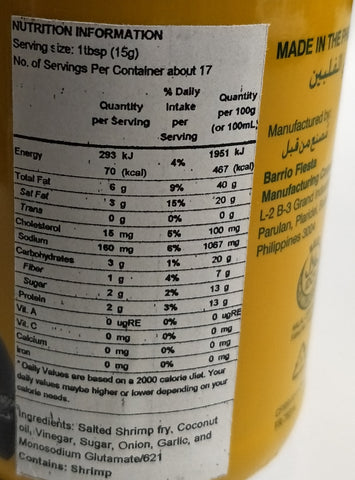 NUTRITION INFORMATION
Serving size: 1tbsp (15g)
No. of Servings Per Container about 17
Quantity per Serving % Daily Intake per Serving Quantity per 100g (or 100mL)
Energy 293 kJ 4% 1951 kJ
70 (kcal) 467 (kcal)
Total Fat 6 g 9% 40 g
Sat Fat 3 g 15% 20 g
Trans 0 g 0% 0 g
Cholesterol 15 mg 5% 100 mg
Sodium 160 mg 6% 1067 mg
Carbohydrates 3 g 1% 20 g
Fiber 1 g 4% 7 g
Sugar 2 g 2% 13 g
Protein 2 g 3% 13 g
Vit. A 0 ugRE 0% 0 ugRE
Vit. C 0 mg 0% 0 mg
Calcium 0 mg 0% 0 mg
Iron 0 mg 0% 0 mg
* Daily Values are based on a 2000 calorie diet. Your
daily values maybe higher or lower depending on your
calorie needs.
Ingredients: Salted Shrimp fry, Coconut
oil, Vinegar, Sugar, Onion, Garlic, and
Monosodium Glutamate/621
Contains: Shrimp
MADE IN THE
Manufactured by:
تصنع من قبل
Barrio Fiesta
Manufacturing
L-2 B-3 Grand
Parulan, Plaridel,
Philippines 3004